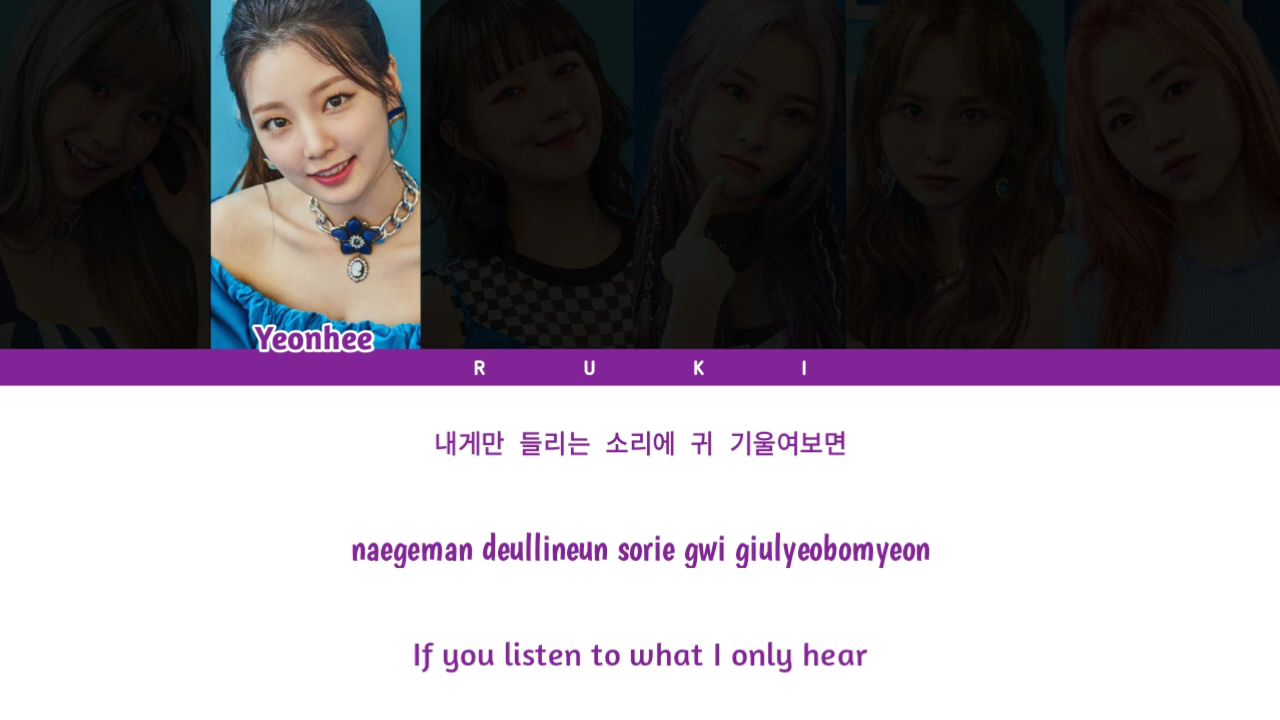 Yeonhee
R U K I
내게만 들리는 소리에 귀 기울여보면
naegeman deullineun sorie gwi giulyeobomyeon
If you listen to what I only hear